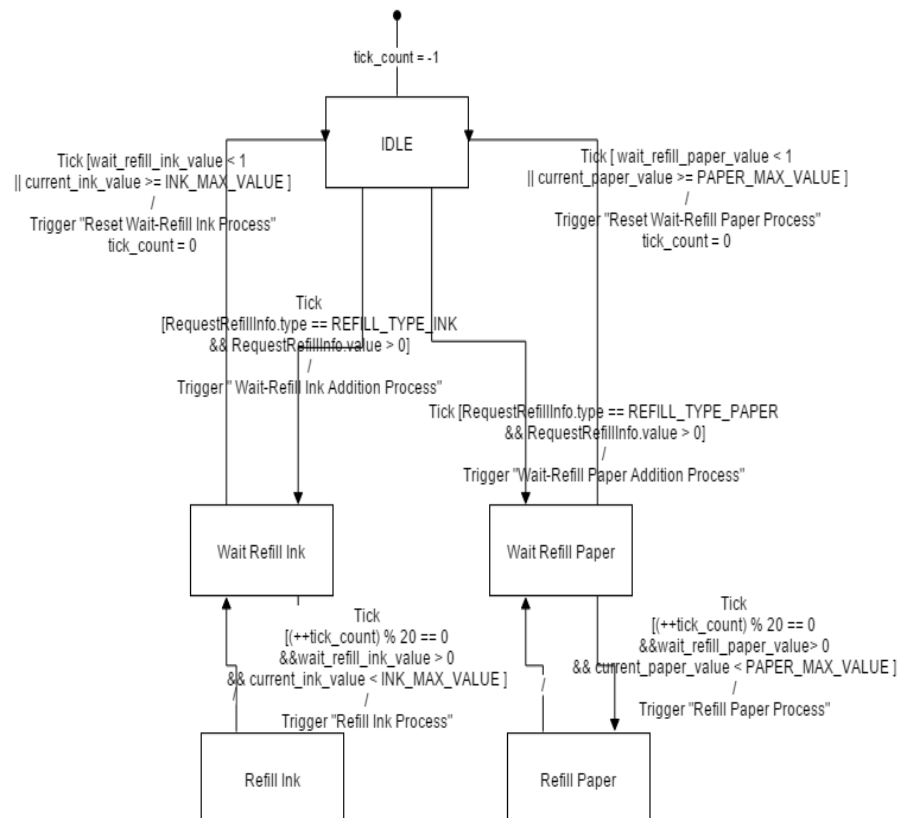 tick_count = -1
IDLE
Tick [wait_refill_ink_value < 1
|| current_ink_value >= INK_MAX_VALUE ]
/
Trigger "Reset Wait-Refill Ink Process"
tick_count = 0
Tick [ wait_refill_paper_value < 1
|| current_paper_value >= PAPER_MAX_VALUE ]
/
Trigger "Reset Wait-Refill Paper Process"
tick_count = 0
Tick
[RequestRefillInfo.type == REFILL_TYPE_INK
&& RequestRefillInfo.value > 0]
/
Trigger " Wait-Refill Ink Addition Process"
Tick [RequestRefillInfo.type == REFILL_TYPE_PAPER
&& RequestRefillInfo.value > 0]
/
Trigger "Wait-Refill Paper Addition Process"
Wait Refill Ink
Wait Refill Paper
Tick
[(++tick_count) % 20 == 0
&&wait_refill_ink_value > 0
&& current_ink_value < INK_MAX_VALUE ]
/
Trigger "Refill Ink Process"
/
Tick
[(++tick_count) % 20 == 0
&&wait_refill_paper_value> 0
&& current_paper_value < PAPER_MAX_VALUE ]
/
Trigger "Refill Paper Process"
/
Refill Ink
Refill Paper